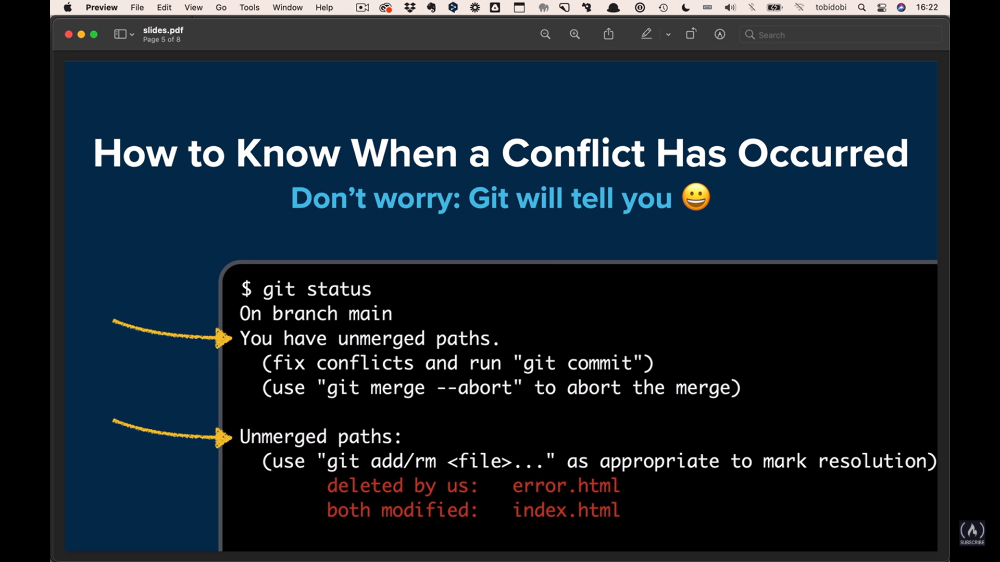 Preview File Edit View Go Tools Window Help tobidobi 16:22
slides.pdf
Page 5 of 8
Search
How to Know When a Conflict Has Occurred
Don’t worry: Git will tell you 😀
$ git status
On branch main
You have unmerged paths.
(fix conflicts and run "git commit")
(use "git merge --abort" to abort the merge)
Unmerged paths:
(use "git add/rm <file>..." as appropriate to mark resolution)
deleted by us: error.html
both modified: index.html
SUBSCRIBE